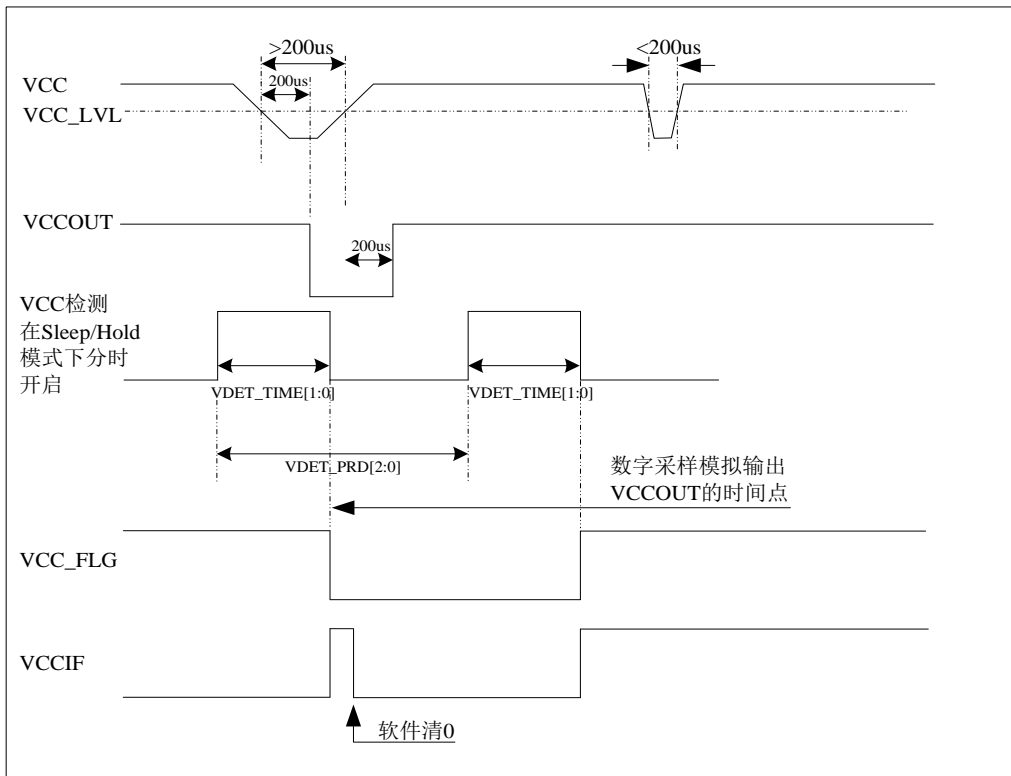 >200us
<200us
200us
VCC
VCC_LVL
VCCOUT
200us
VCC检测
在Sleep/Hold
模式下分时
开启
VDET_TIME[1:0]
VDET_TIME[1:0]
VDET_PRD[2:0]
数字采样模拟输出
VCCOUT的时间点
VCC_FLG
VCCIF
软件清0